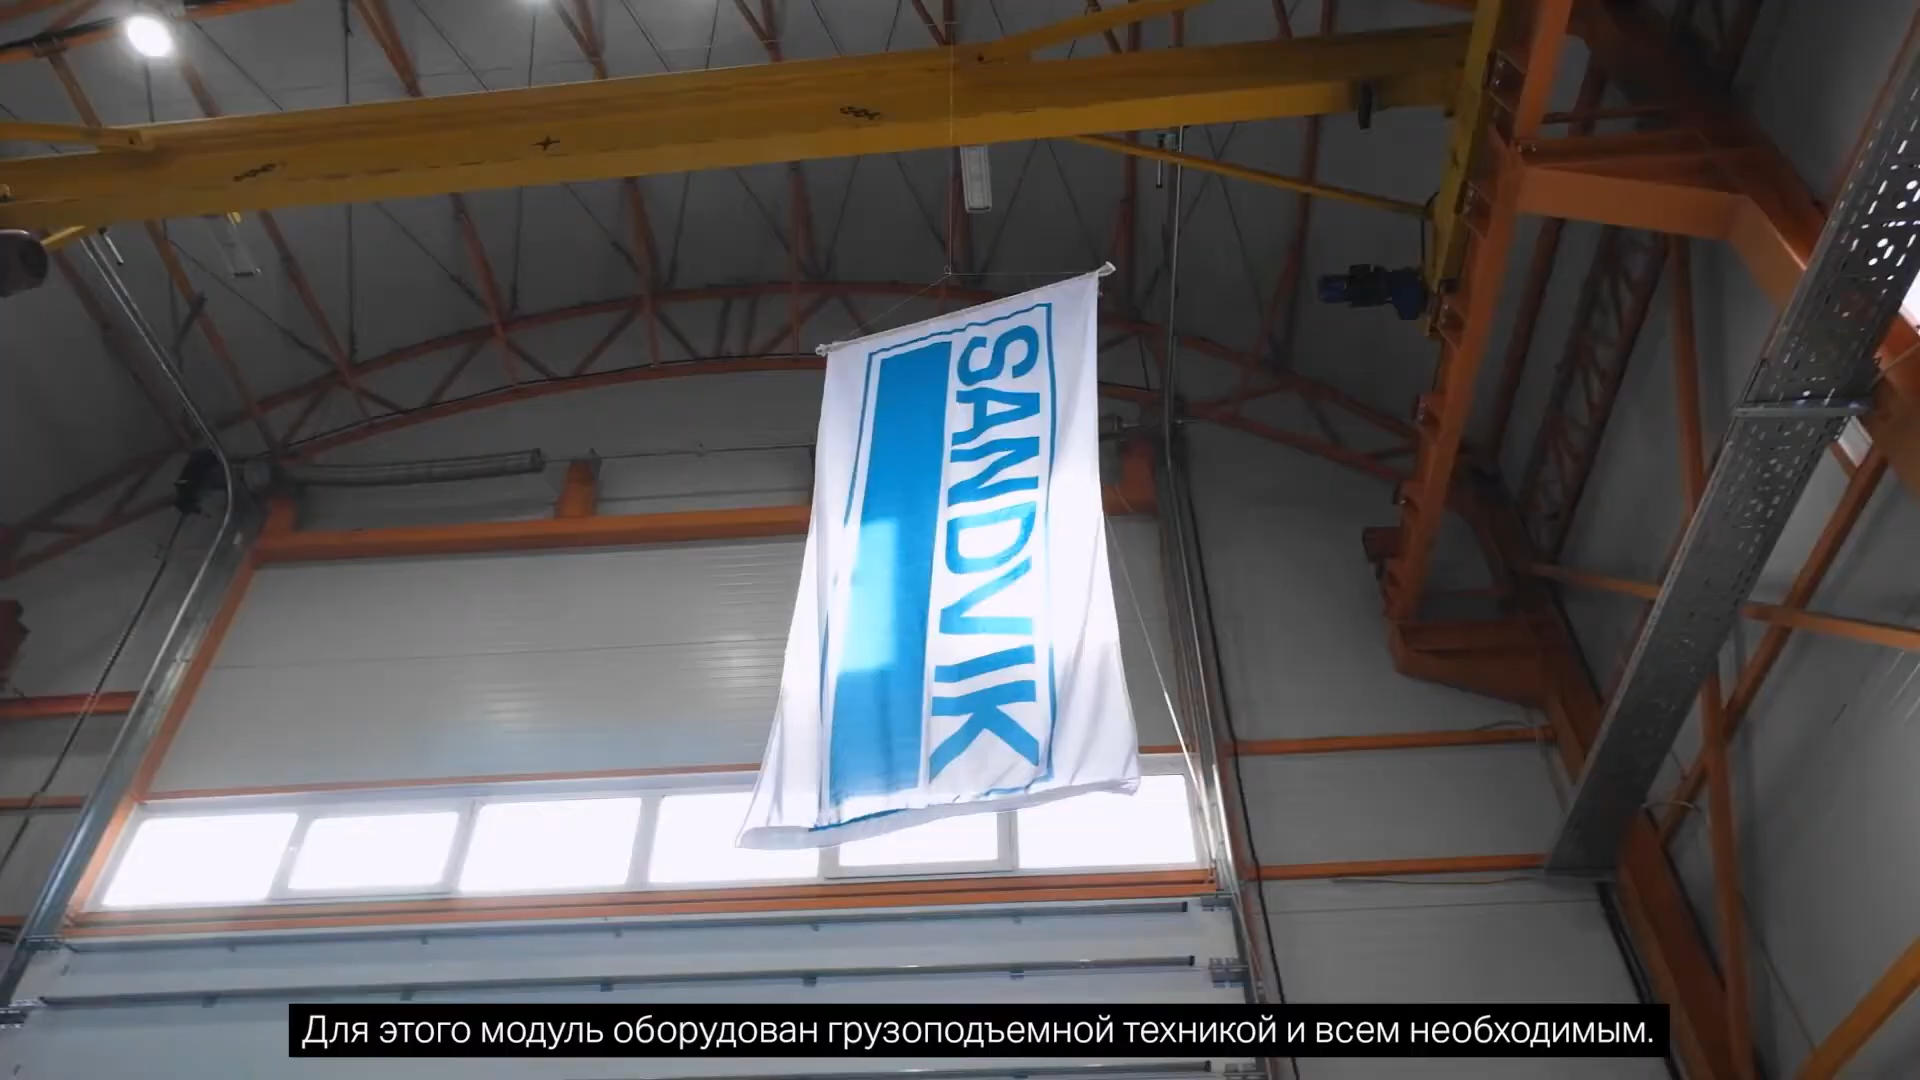 SANDVIK
Для этого модуль оборудован грузоподъемной техникой и всем необходимым.